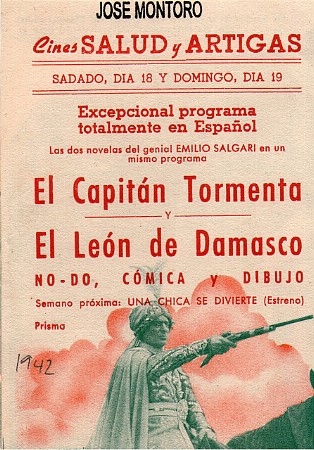 JOSE MONTORO
Cines SALUD y ARTIGAS
SADADO, DIA 18 Y DOMINGO, DIA 19
Excepcional programa
totalmente en Español
Las dos novelas del genial EMILIO SALGARI en un
mismo programa
El Capitán Tormenta
Y
El León de Damasco
NO-DO, CÓMICA y DIBUJO
Semano próxima: UNA CHICA SE DIVIERTE (Estreno)
Prisma
1942